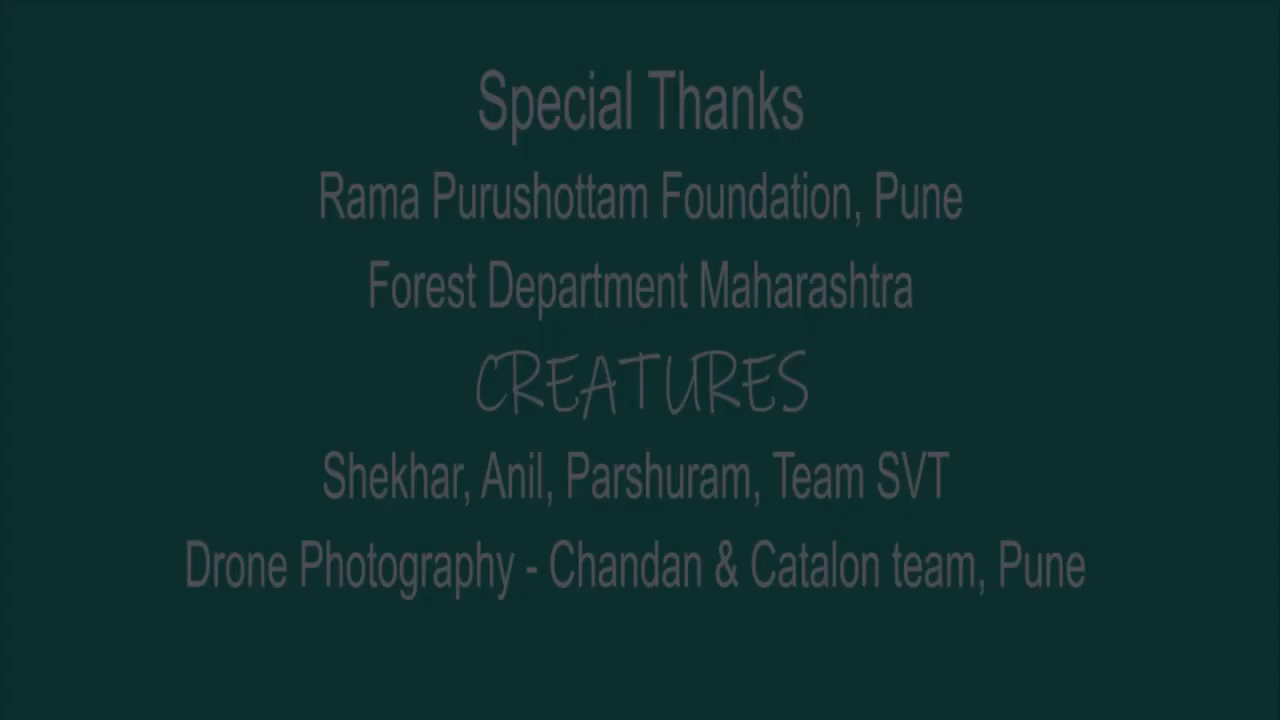 Special Thanks
Rama Purushottam Foundation, Pune
Forest Department Maharashtra
CREATURES
Shekhar, Anil, Parshuram, Team SVT
Drone Photography - Chandan & Catalon team, Pune